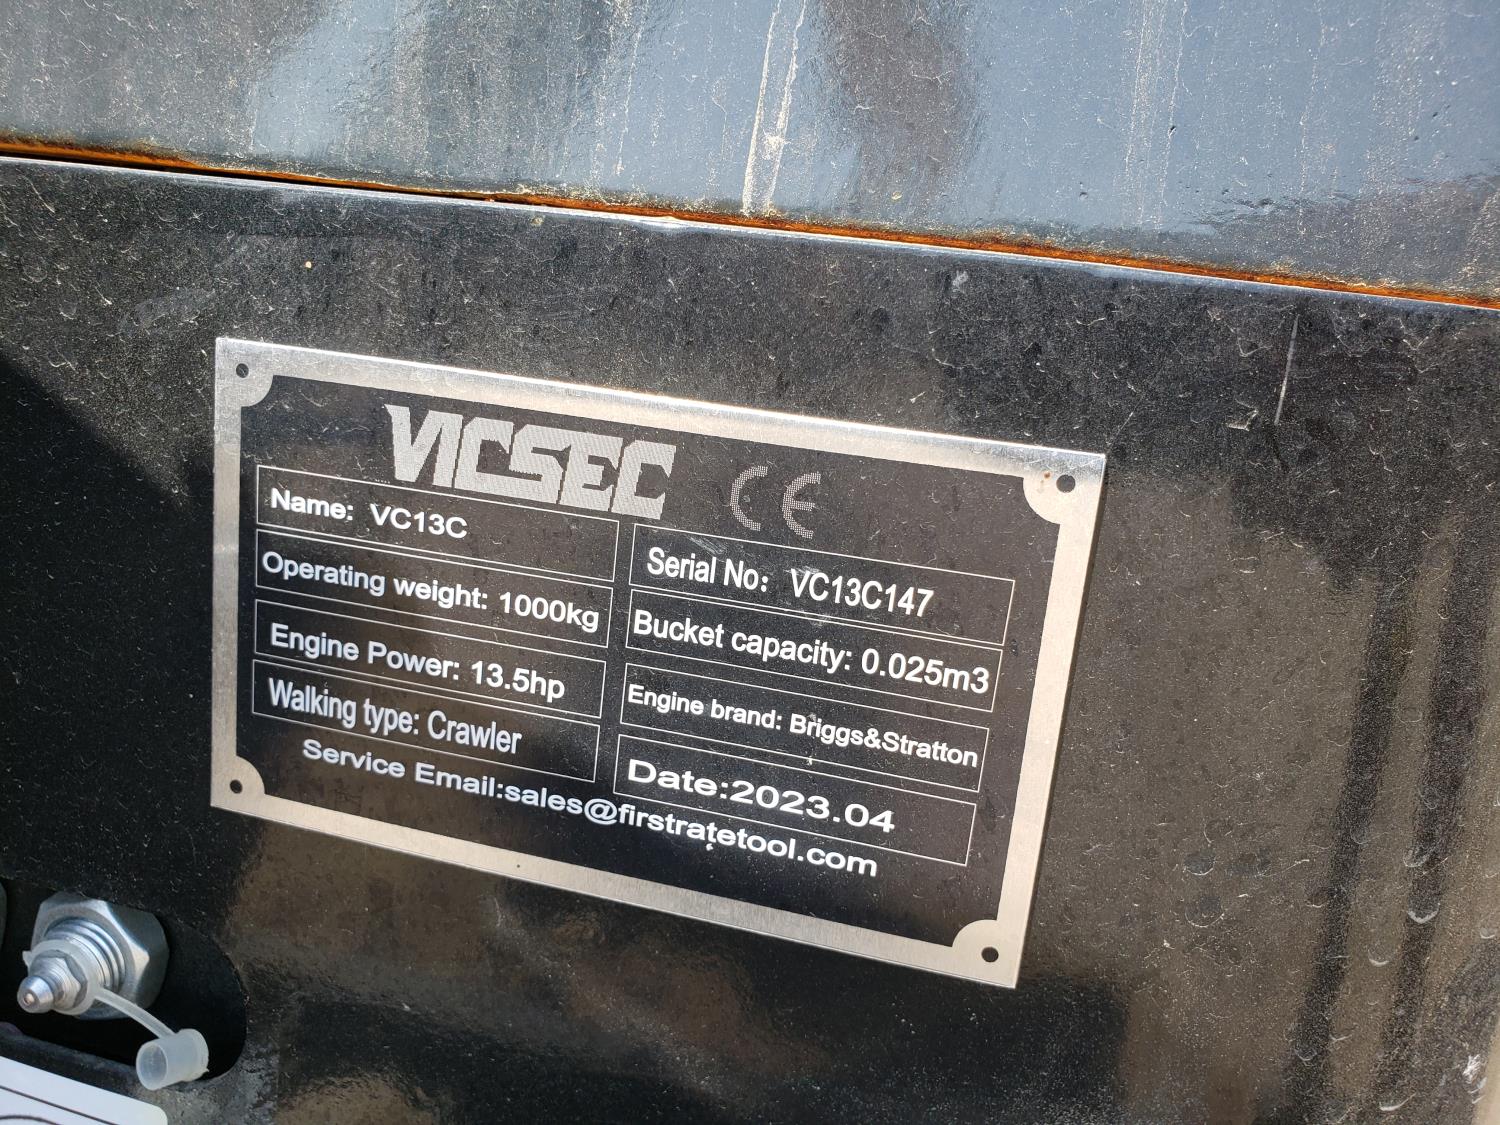 VICSEC CE
Name: VC13C
Serial No: VC13C147
Operating weight: 1000kg
Bucket capacity: 0.025m3
Engine Power: 13.5hp
Engine brand: Briggs&Stratton
Walking type: Crawler
Date:2023.04
Service Email:sales@firstratetool.com